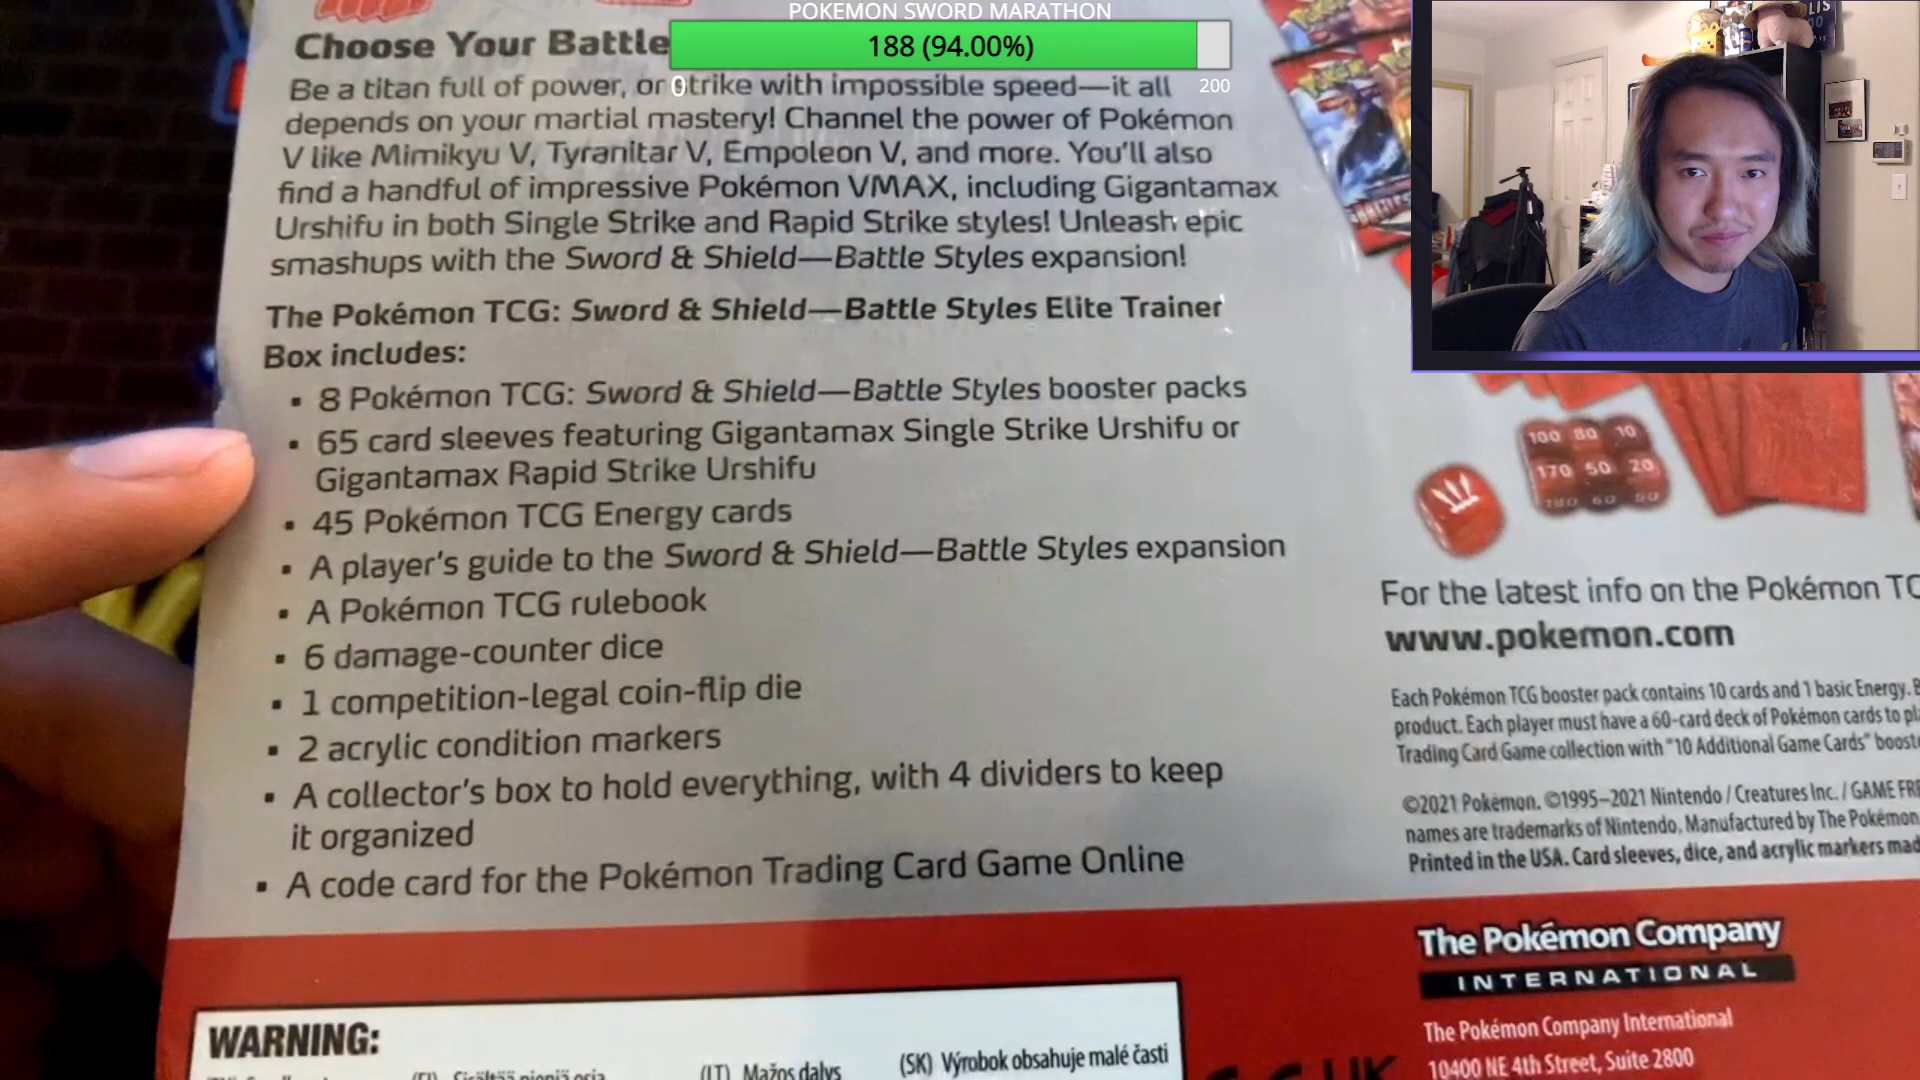 POKEMON SWORD MARATHON
188 (94.00%)
0
200
Choose Your Battle
Be a titan full of power, or strike with impossible speed—it all
depends on your martial mastery! Channel the power of Pokémon
V like Mimikyu V, Tyranitar V, Empoleon V, and more. You'll also
find a handful of impressive Pokémon VMAX, including Gigantamax
Urshifu in both Single Strike and Rapid Strike styles! Unleash epic
smashups with the Sword & Shield—Battle Styles expansion!
The Pokémon TCG: Sword & Shield—Battle Styles Elite Trainer
Box includes:
▪ 8 Pokémon TCG: Sword & Shield—Battle Styles booster packs
▪ 65 card sleeves featuring Gigantamax Single Strike Urshifu or
Gigantamax Rapid Strike Urshifu
▪ 45 Pokémon TCG Energy cards
▪ A player's guide to the Sword & Shield—Battle Styles expansion
▪ A Pokémon TCG rulebook
▪ 6 damage-counter dice
▪ 1 competition-legal coin-flip die
▪ 2 acrylic condition markers
▪ A collector's box to hold everything, with 4 dividers to keep
it organized
▪ A code card for the Pokémon Trading Card Game Online
100 80 10
170 50 20
For the latest info on the Pokémon TC
www.pokemon.com
Each Pokémon TCG booster pack contains 10 cards and 1 basic Energy.
product. Each player must have a 60-card deck of Pokémon cards to
Trading Card Game collection with "10 Additional Game Cards"
©2021 Pokémon. ©1995–2021 Nintendo / Creatures Inc. / GAME
names are trademarks of Nintendo. Manufactured by The Pokémon
Printed in the USA. Card sleeves, dice, and acrylic markers
The Pokémon Company
INTERNATIONAL
The Pokémon Company International
10400 NE 4th Street, Suite 2800
WARNING:
(LT) Mažos dalys
(SK) Výrobok obsahuje malé časti